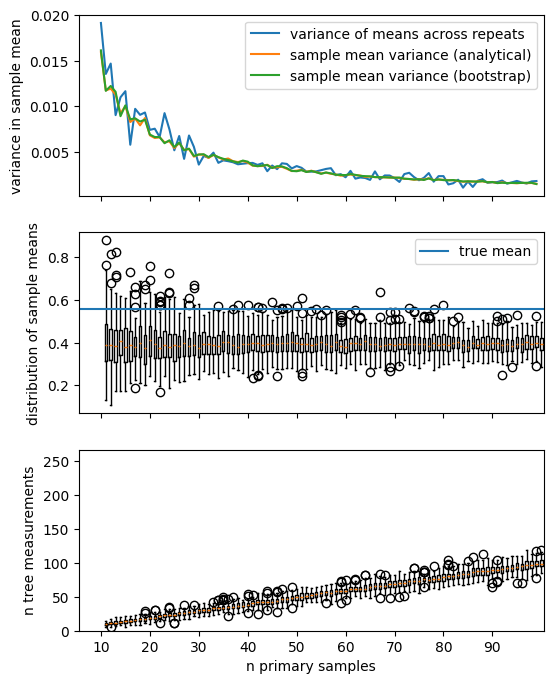 variance in sample mean
0.020
0.015
0.010
0.005
variance of means across repeats
sample mean variance (analytical)
sample mean variance (bootstrap)
distribution of sample means
0.8
0.6
0.4
0.2
true mean
n tree measurements
250
200
150
100
50
0
10 20 30 40 50 60 70 80 90
n primary samples